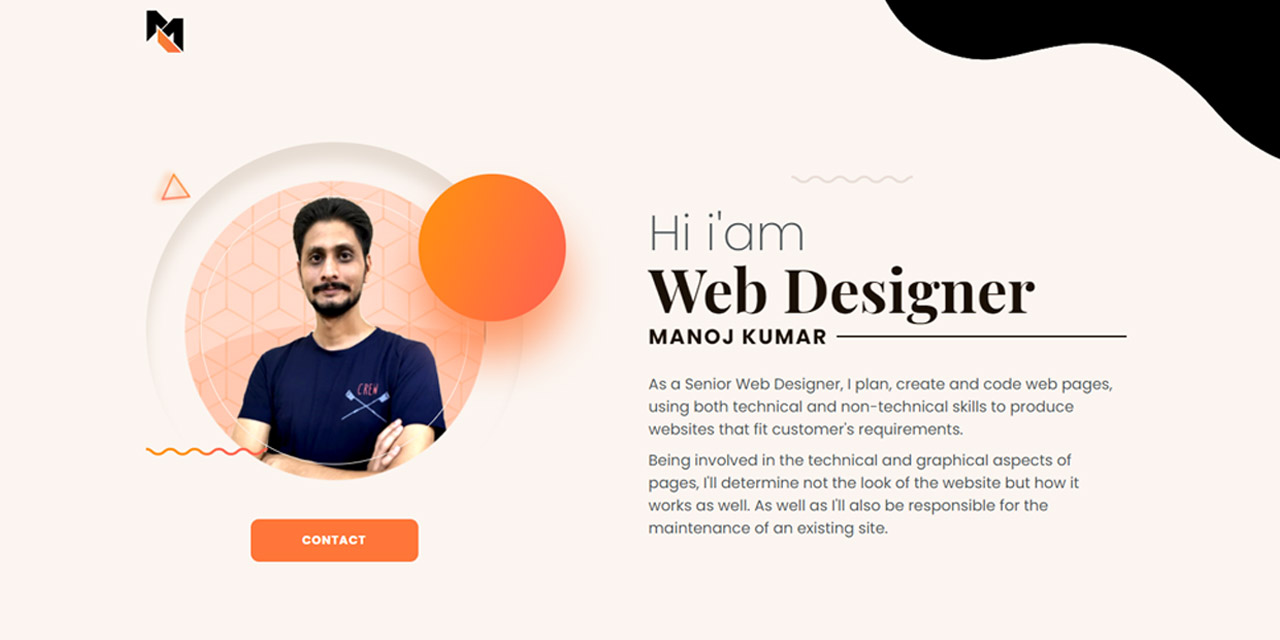 M
Hi i'am
Web Designer
MANOJ KUMAR
CREW
As a Senior Web Designer, I plan, create and code web pages,
using both technical and non-technical skills to produce
websites that fit customer's requirements.
Being involved in the technical and graphical aspects of
pages, I'll determine not the look of the website but how it
works as well. As well as I'll also be responsible for the
maintenance of an existing site.
CONTACT